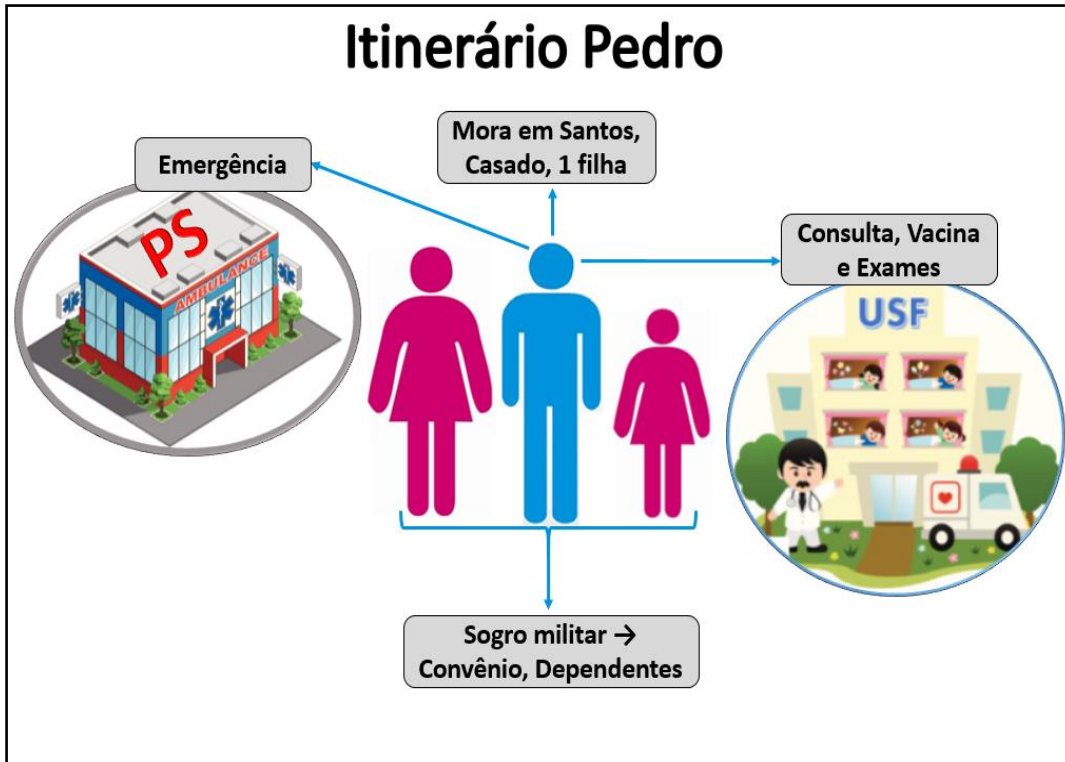 Itinerário Pedro
Mora em Santos,
Casado, 1 filha
Emergência
PS
AMBULANCE
Consulta, Vacina
e Exames
USF
Sogro militar →
Convênio, Dependentes